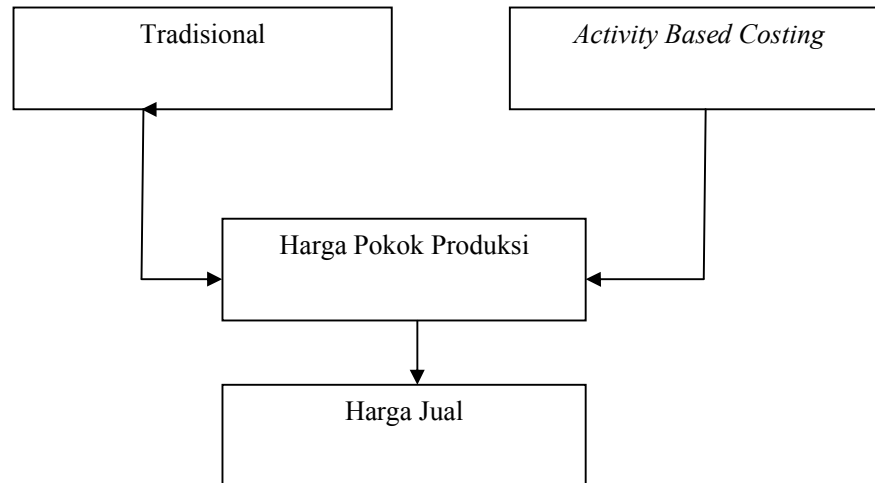 Tradisional
Activity Based Costing
Harga Pokok Produksi
Harga Jual